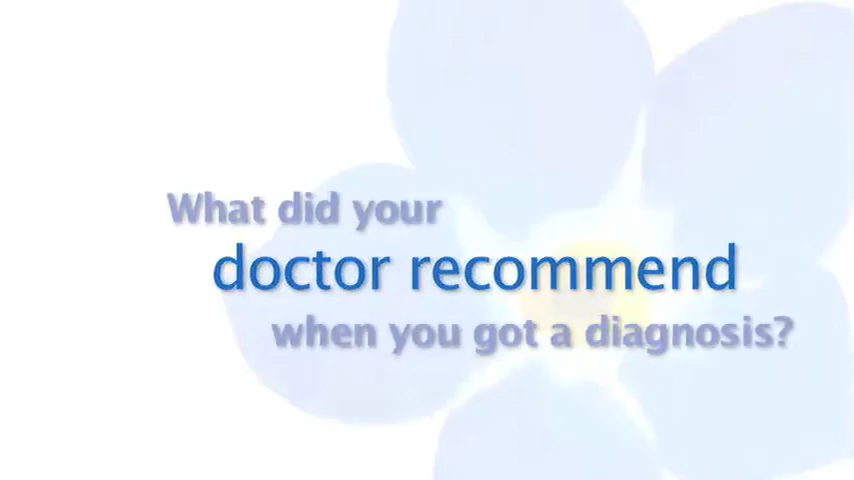 What did your
doctor recommend
when you got a diagnosis?